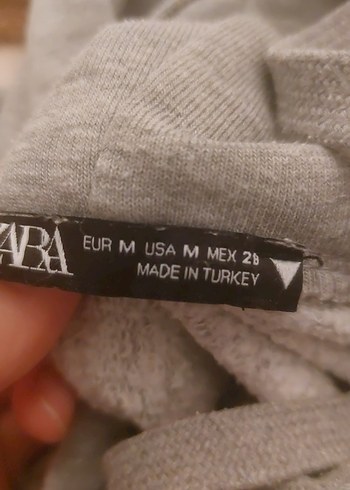 ZARA
EUR M USA M MEX 28
MADE IN TURKEY